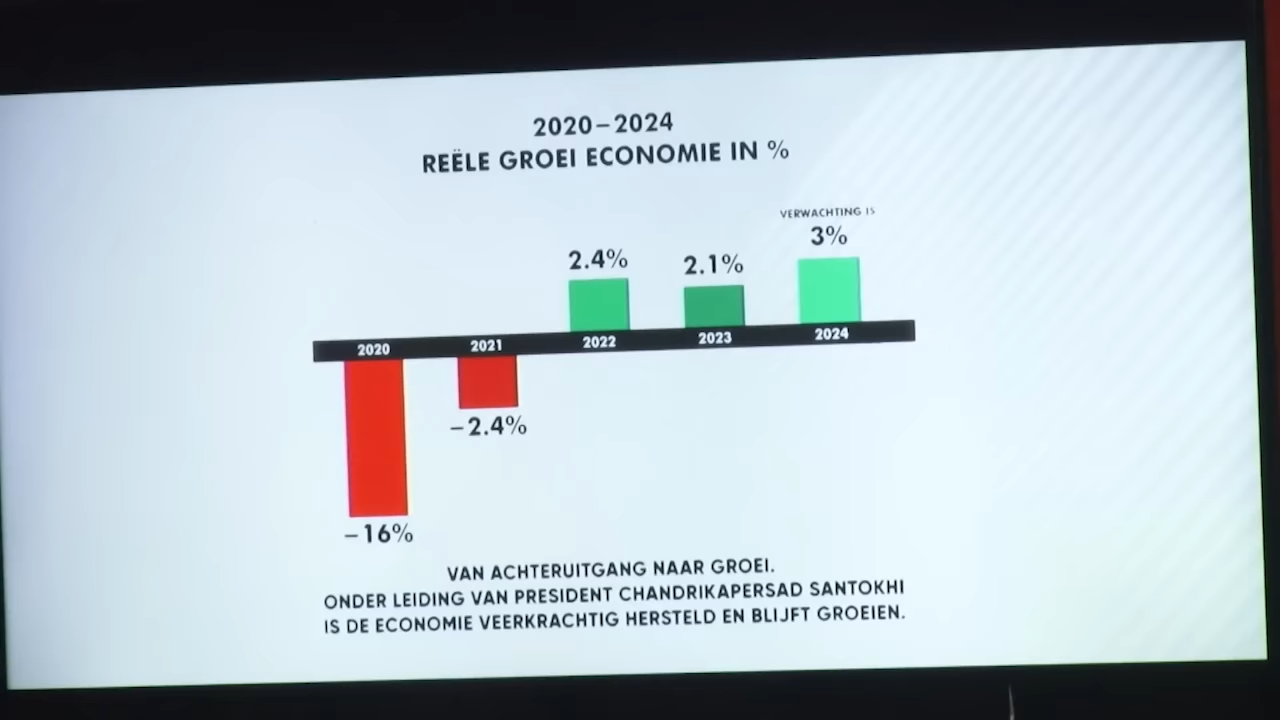 2020–2024
REËLE GROEI ECONOMIE IN %
VERWACHTING IS
3%
2.4%
2.1%
2020
2021
2022
2023
2024
–2.4%
–16%
VAN ACHTERUITGANG NAAR GROEI.
ONDER LEIDING VAN PRESIDENT CHANDRIKAPERSAD SANTOKHI
IS DE ECONOMIE VEERKRACHTIG HERSTELD EN BLIJFT GROEIEN.